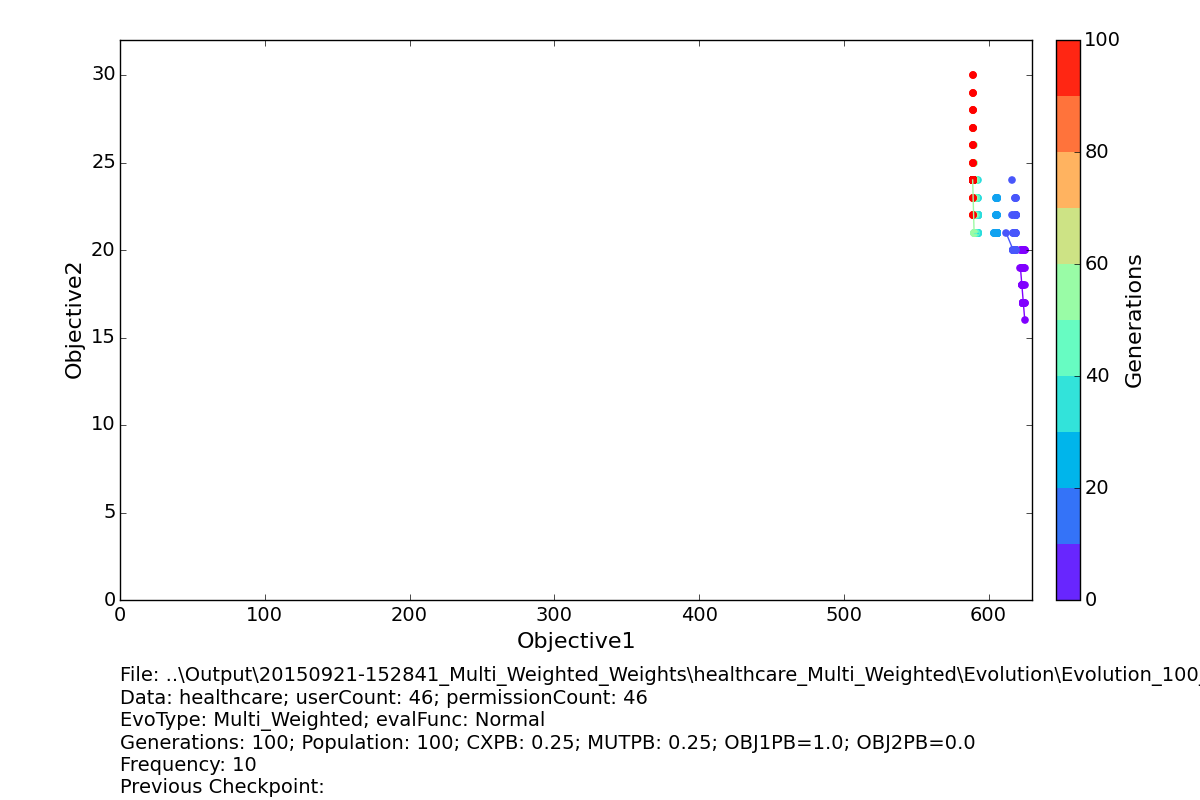 30
25
20
15
10
5
0
0 100 200 300 400 500 600
Objective1
Objective2
100
80
60
40
20
0
Generations
File: ..\Output\20150921-152841_Multi_Weighted_Weights\healthcare_Multi_Weighted\Evolution\Evolution_100_
Data: healthcare; userCount: 46; permissionCount: 46
EvoType: Multi_Weighted; evalFunc: Normal
Generations: 100; Population: 100; CXPB: 0.25; MUTPB: 0.25; OBJ1PB=1.0; OBJ2PB=0.0
Frequency: 10
Previous Checkpoint: